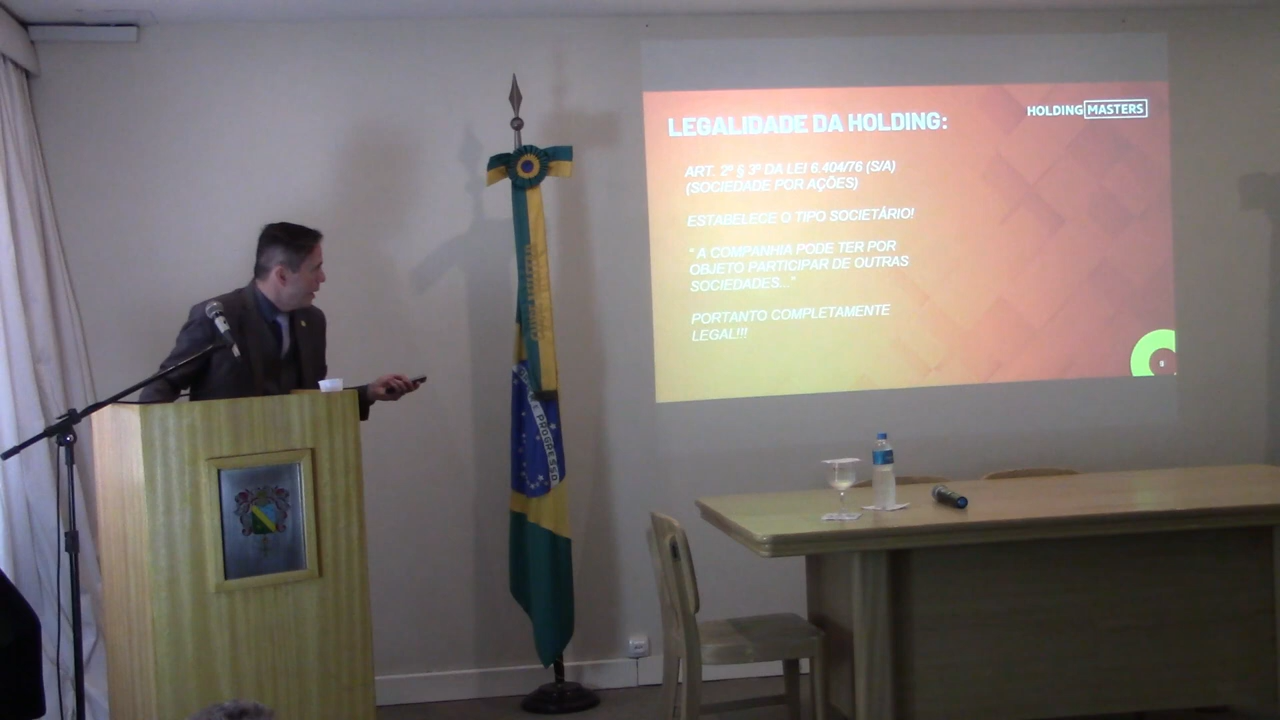 LEGALIDADE DA HOLDING:
HOLDING MASTERS
ART. 2º § 3º DA LEI 6.404/76 (S/A)
(SOCIEDADE POR AÇÕES)
ESTABELECE O TIPO SOCIETÁRIO!
" A COMPANHIA PODE TER POR
OBJETO PARTICIPAR DE OUTRAS
SOCIEDADES..."
PORTANTO COMPLETAMENTE
LEGAL!!!
PROGRESSO